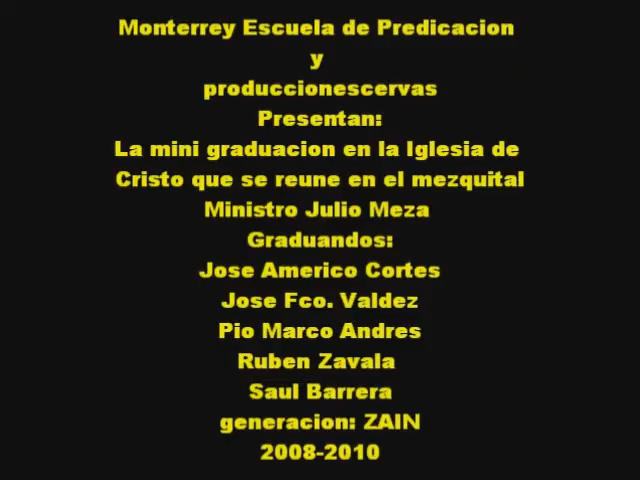 Monterrey Escuela de Predicacion
y
produccionescervas
Presentan:
La mini graduacion en la Iglesia de
Cristo que se reune en el mezquital
Ministro Julio Meza
Graduandos:
Jose Americo Cortes
Jose Fco. Valdez
Pio Marco Andres
Ruben Zavala
Saul Barrera
generacion: ZAIN
2008-2010